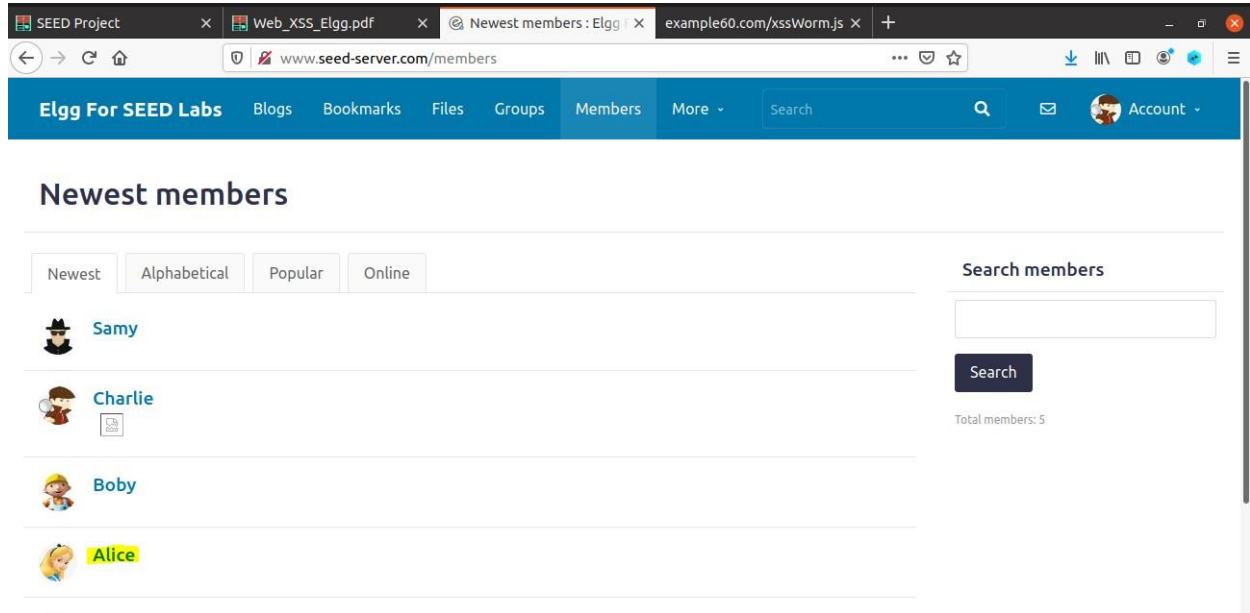 SEED Project Web_XSS_Elgg.pdf Newest members : Elgg example60.com/xssWorm.js
www.seed-server.com/members
Elgg For SEED Labs Blogs Bookmarks Files Groups Members More Search Account
Newest members
Newest Alphabetical Popular Online Search members
Samy
Search
Charlie
Total members: 5
Boby
Alice